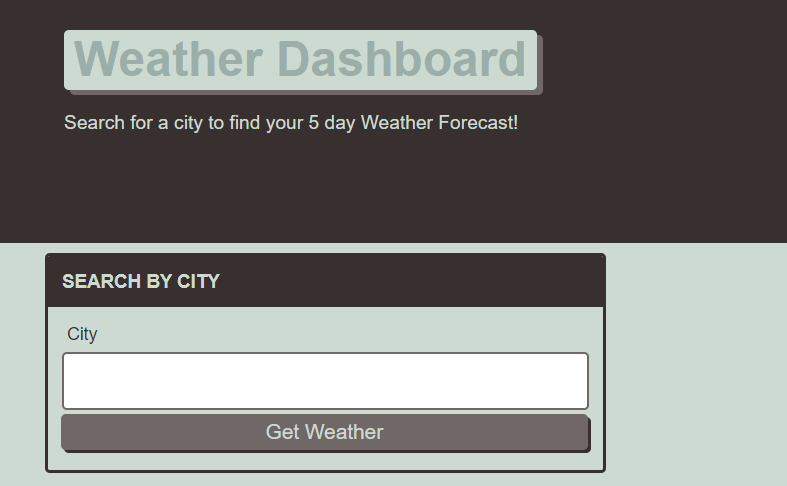 Weather Dashboard
Search for a city to find your 5 day Weather Forecast!
SEARCH BY CITY
City
Get Weather